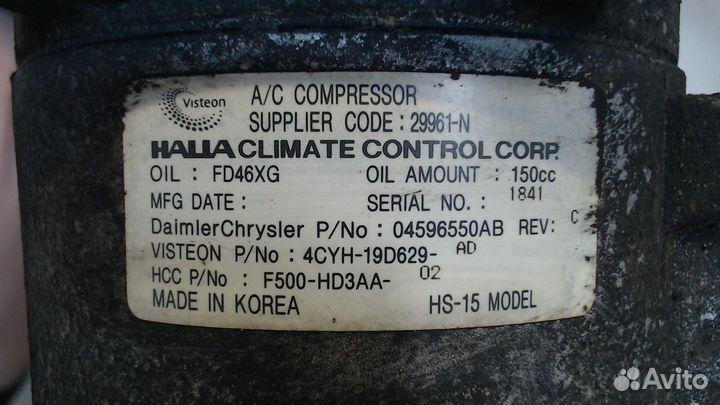 Visteon
A/C COMPRESSOR
SUPPLIER CODE : 29961-N
HALLA CLIMATE CONTROL CORP.
OIL : FD46XG OIL AMOUNT : 150cc
MFG DATE : SERIAL NO. : 1841
DaimlerChrysler P/No : 04596550AB REV: C
VISTEON P/No : 4CYH-19D629- AD
HCC P/No : F500-HD3AA- 02
MADE IN KOREA HS-15 MODEL
Avito